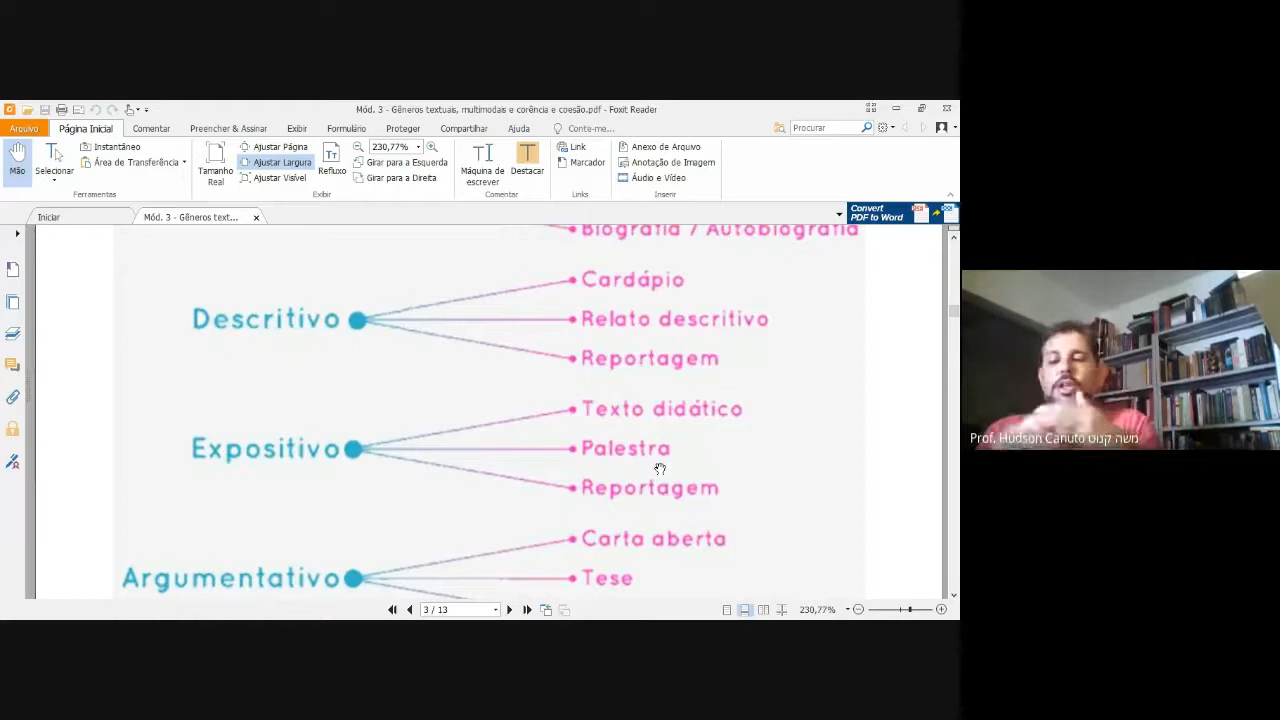 Mód. 3 - Gêneros textuais, multimodais e corência e coesão.pdf - Foxit Reader
Arquivo Página Inicial Comentar Preencher & Assinar Exibir Formulário Proteger Compartilhar Ajuda Conte-me... Procurar
Mão
Selecionar
Instantâneo
Área de Transferência
Ferramentas
Tamanho Real
Ajustar Página
Ajustar Largura
Ajustar Visível
Refluxo
230,77%
Girar para a Esquerda
Girar para a Direita
Exibir
Máquina de escrever
Destacar
Comentar
Link
Marcador
Links
Anexo de Arquivo
Anotação de Imagem
Áudio e Vídeo
Inserir
Iniciar
Mód. 3 - Gêneros text...
Convert
PDF to Word
Biografia / Autobiografia
Descritivo
Cardápio
Relato descritivo
Reportagem
Expositivo
Texto didático
Palestra
Reportagem
Argumentativo
Carta aberta
Tese
3 / 13
230,77%
Prof. Hudson Canuto משה קנוט